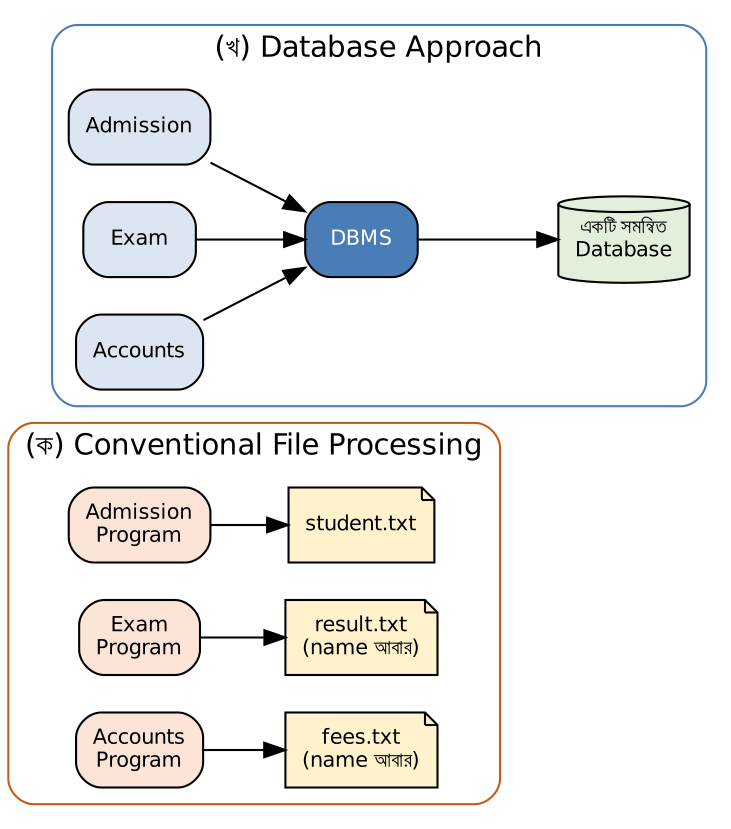 (খ) Database Approach
Admission
Exam
Accounts
DBMS
একটি সমন্বিত
Database
(ক) Conventional File Processing
Admission
Program
student.txt
Exam
Program
result.txt
(name আবার)
Accounts
Program
fees.txt
(name আবার)